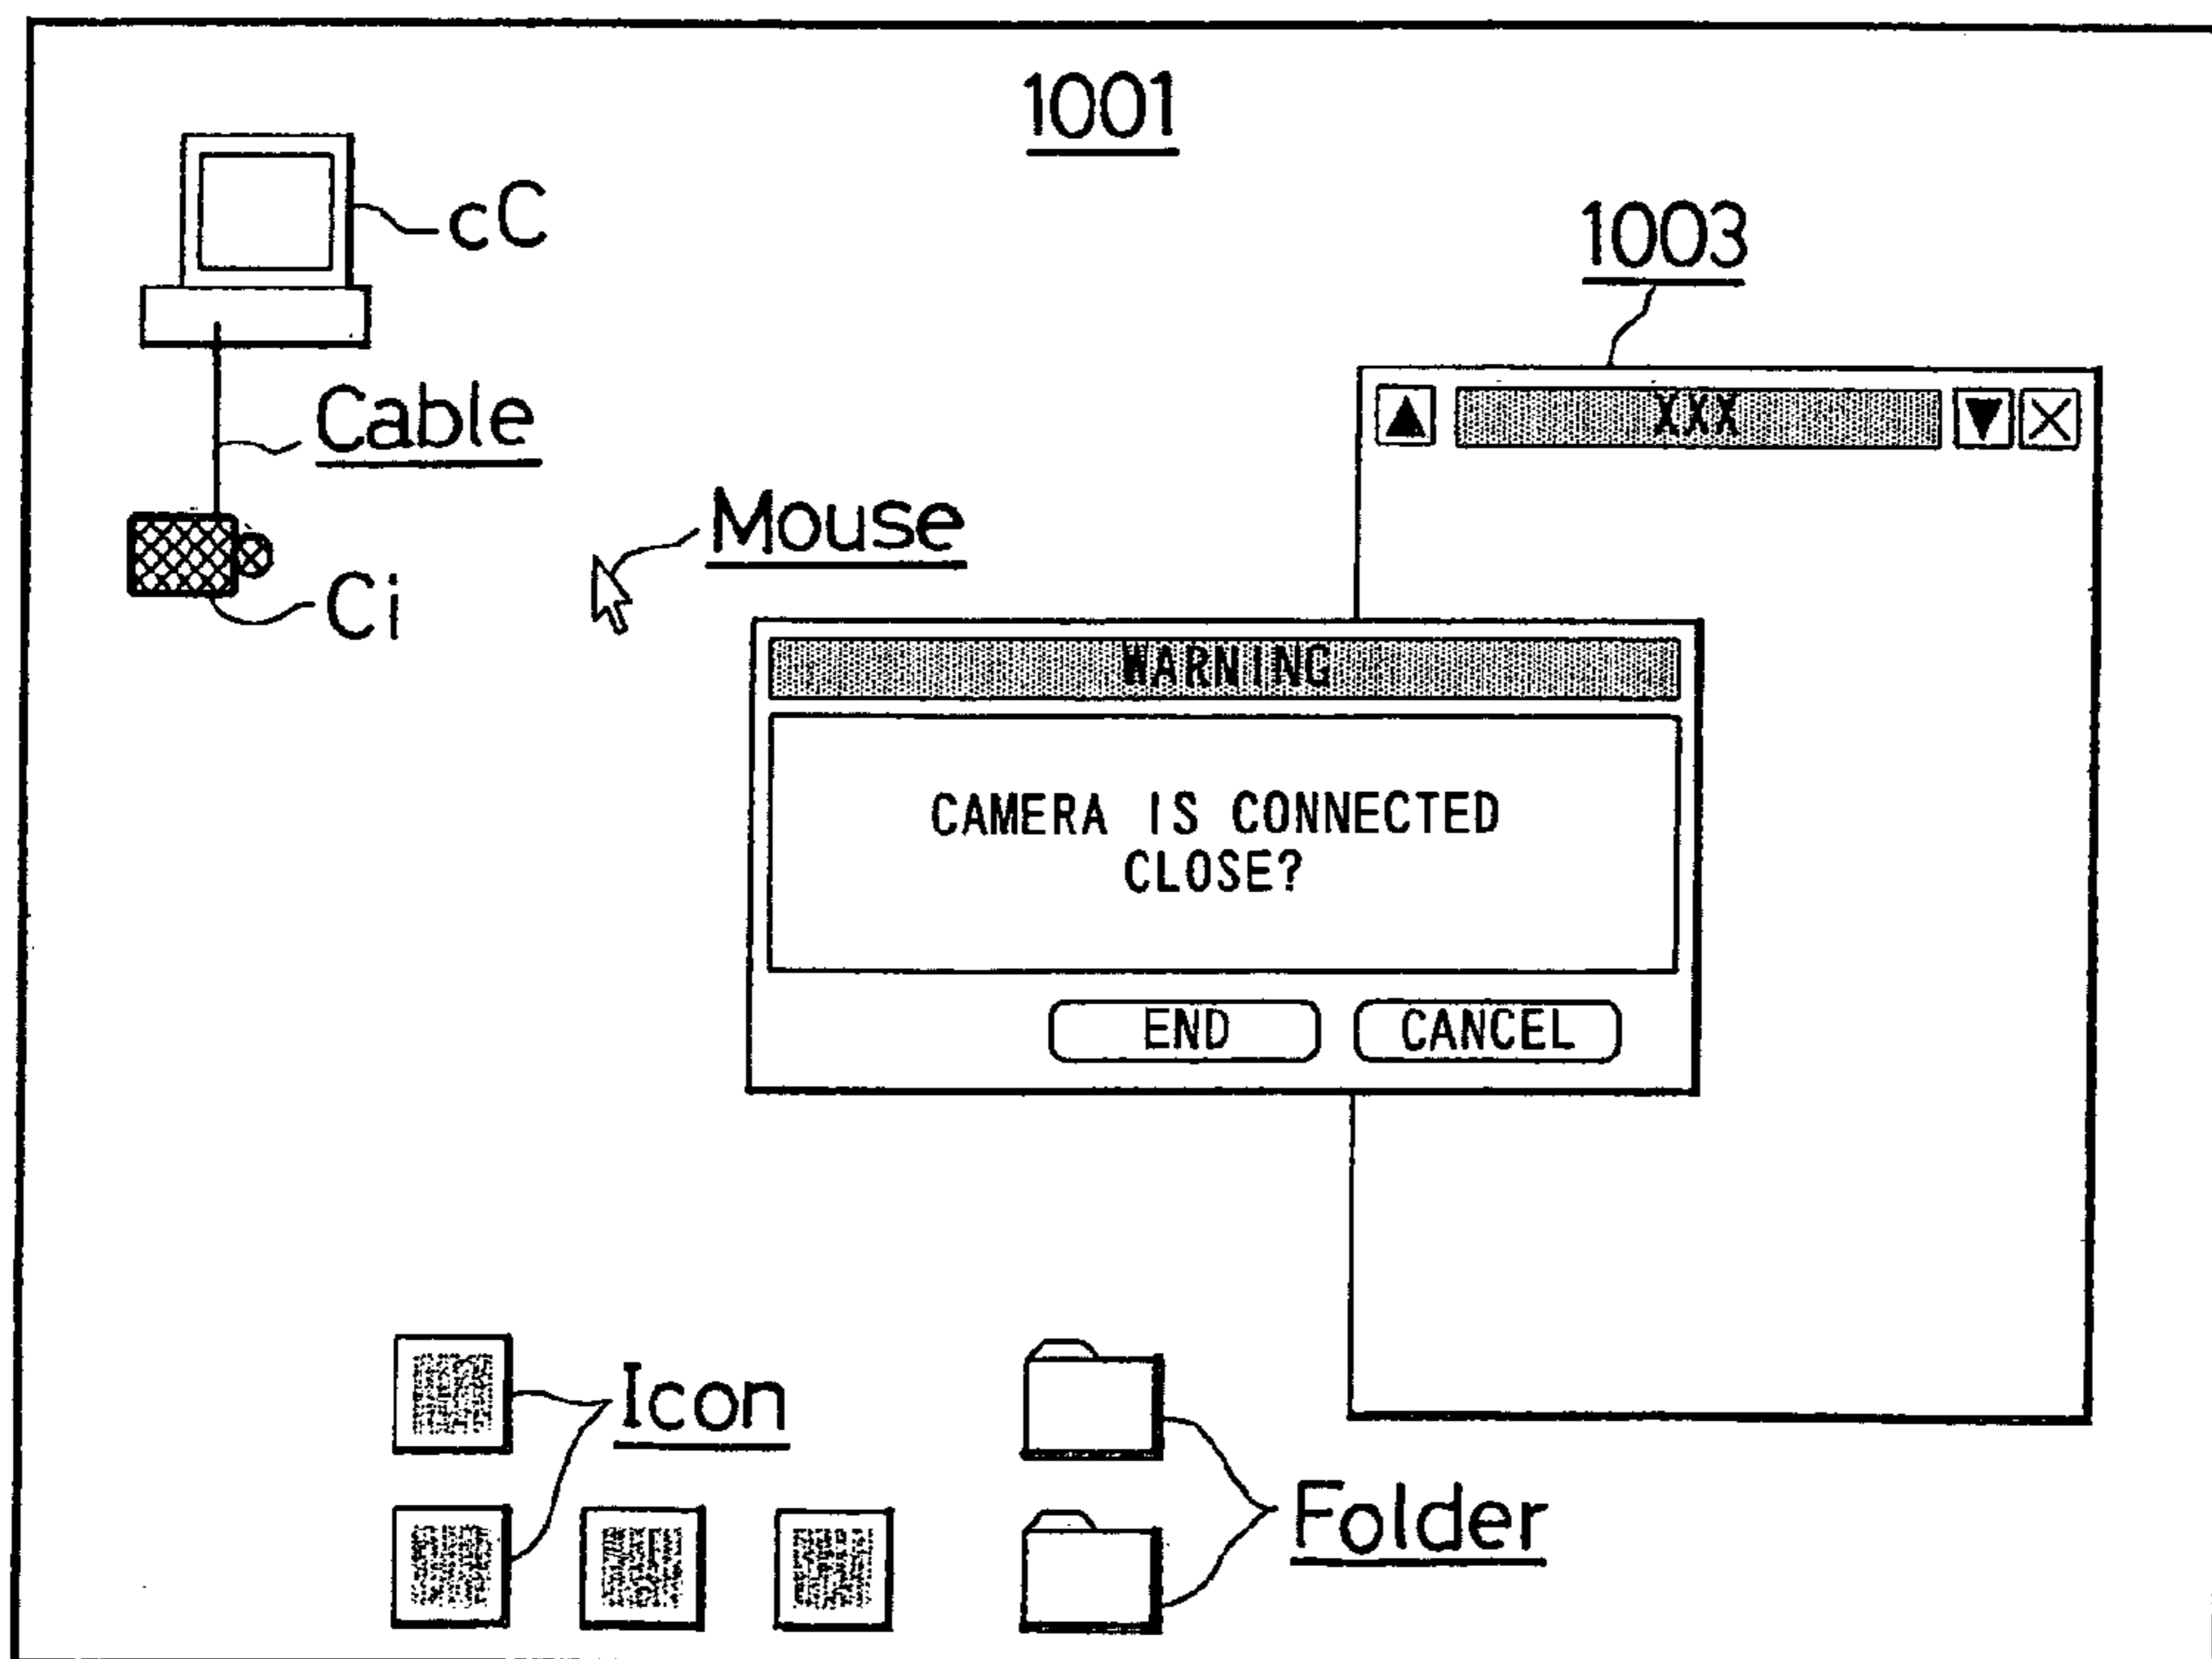 1001
cC
1003
Cable
XXX
Mouse
Ci
WARNING
CAMERA IS CONNECTED
CLOSE?
END
CANCEL
Icon
Folder